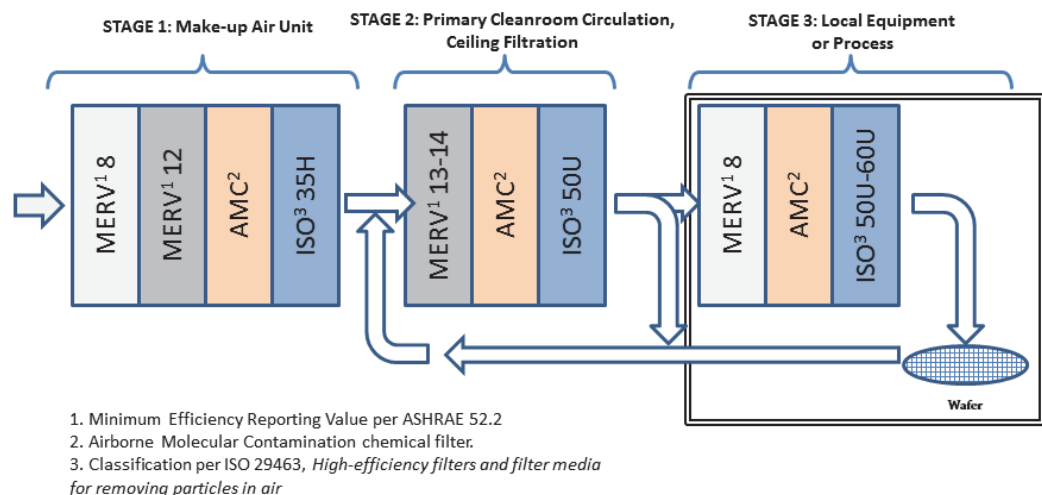 STAGE 1: Make-up Air Unit
STAGE 2: Primary Cleanroom Circulation,
Ceiling Filtration
STAGE 3: Local Equipment
or Process
MERV¹ 8
MERV¹ 12
AMC²
ISO³ 35H
MERV¹ 13-14
AMC²
ISO³ 50U
MERV¹ 8
AMC²
ISO³ 50U-60U
Wafer
1. Minimum Efficiency Reporting Value per ASHRAE 52.2
2. Airborne Molecular Contamination chemical filter.
3. Classification per ISO 29463, High-efficiency filters and filter media
for removing particles in air